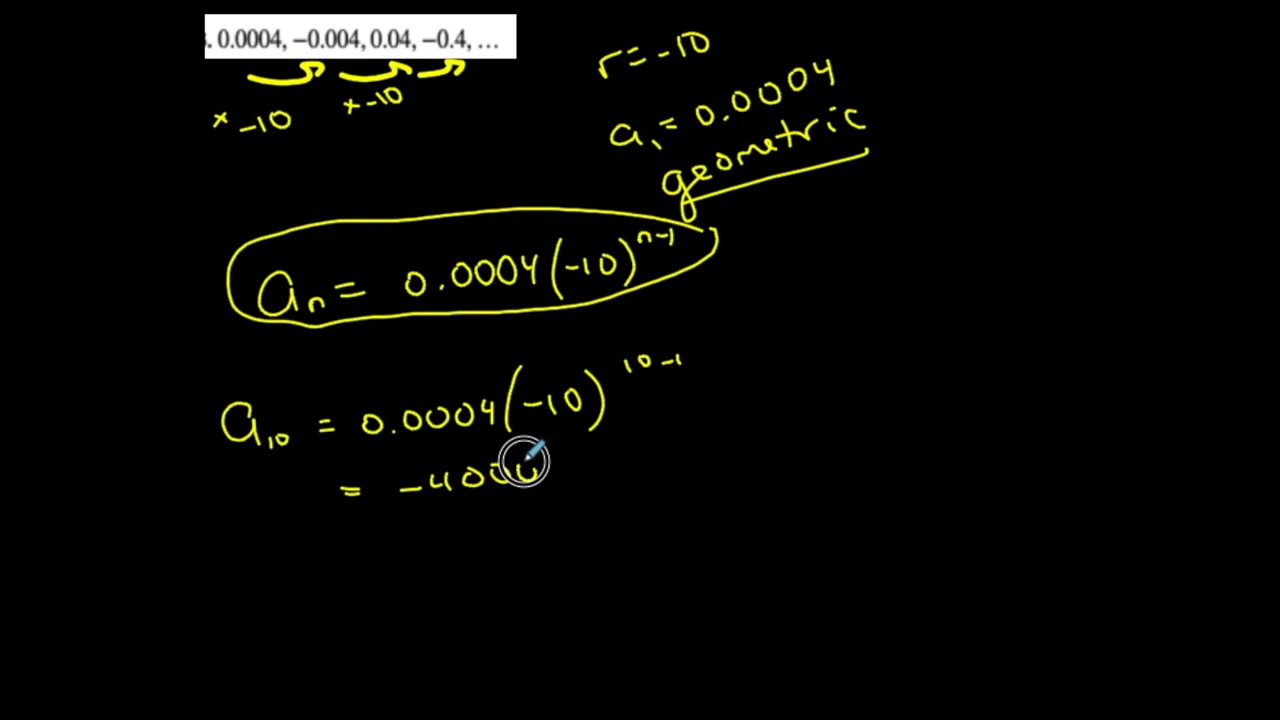 . 0.0004, −0.004, 0.04, −0.4, …
r = -10
× -10
× -10
a₁ = 0.0004
geometric
aₙ = 0.0004(-10)ⁿ⁻¹
a₁₀ = 0.0004(-10)¹⁰⁻¹
= -4000